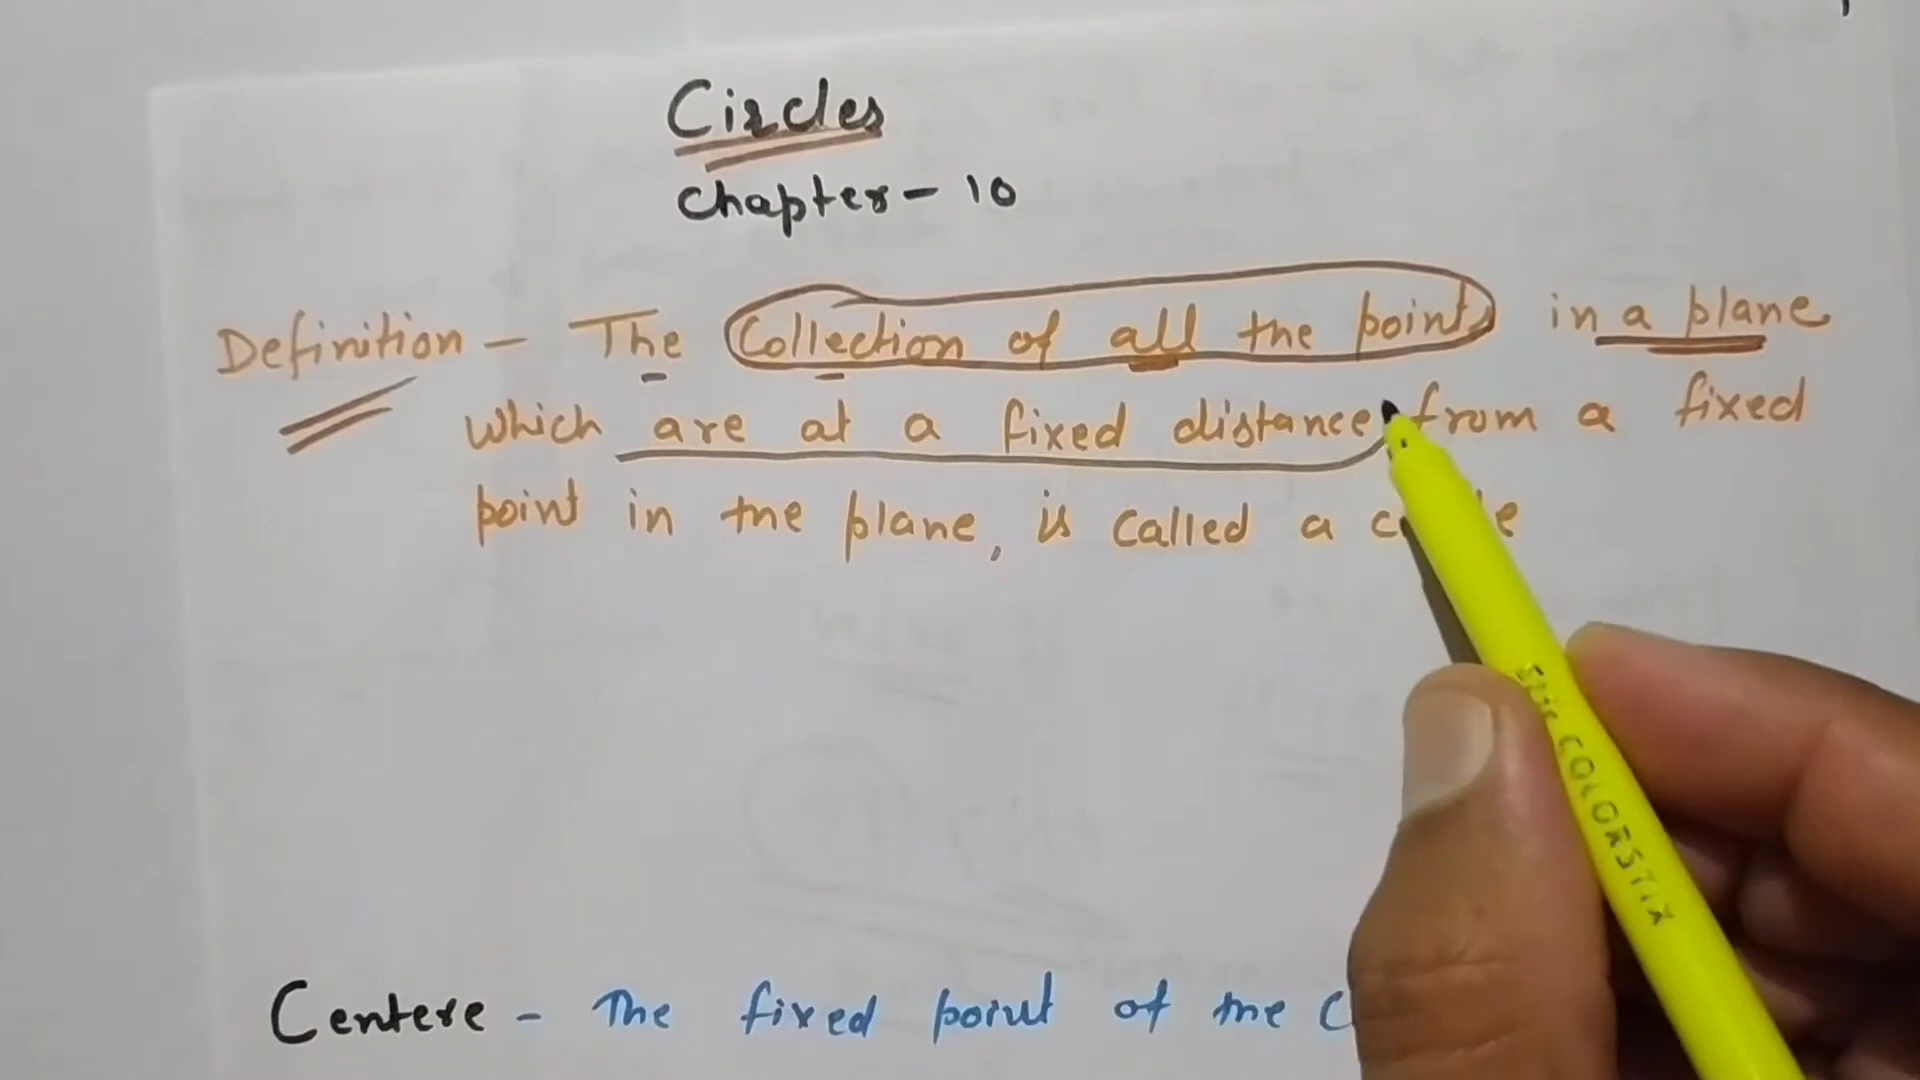 Circles
Chapter - 10
Definition - The Collection of all the points in a plane
which are at a fixed distance from a fixed
point in the plane, is called a
Centere - The fixed point of the
COLORSTIX